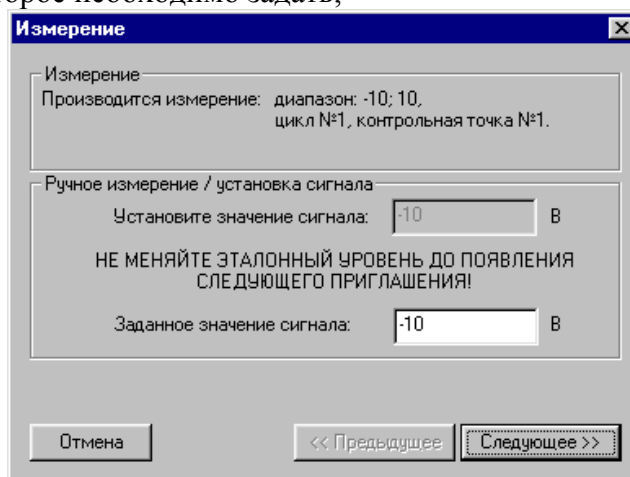 необходимо задать,
Измерение
Измерение
Производится измерение: диапазон: -10; 10,
цикл №1, контрольная точка №1.
Ручное измерение / установка сигнала
Установите значение сигнала: -10 В
НЕ МЕНЯЙТЕ ЭТАЛОННЫЙ УРОВЕНЬ ДО ПОЯВЛЕНИЯ
СЛЕДУЮЩЕГО ПРИГЛАШЕНИЯ!
Заданное значение сигнала: -10 В
Отмена << Предыдущее Следующее >>